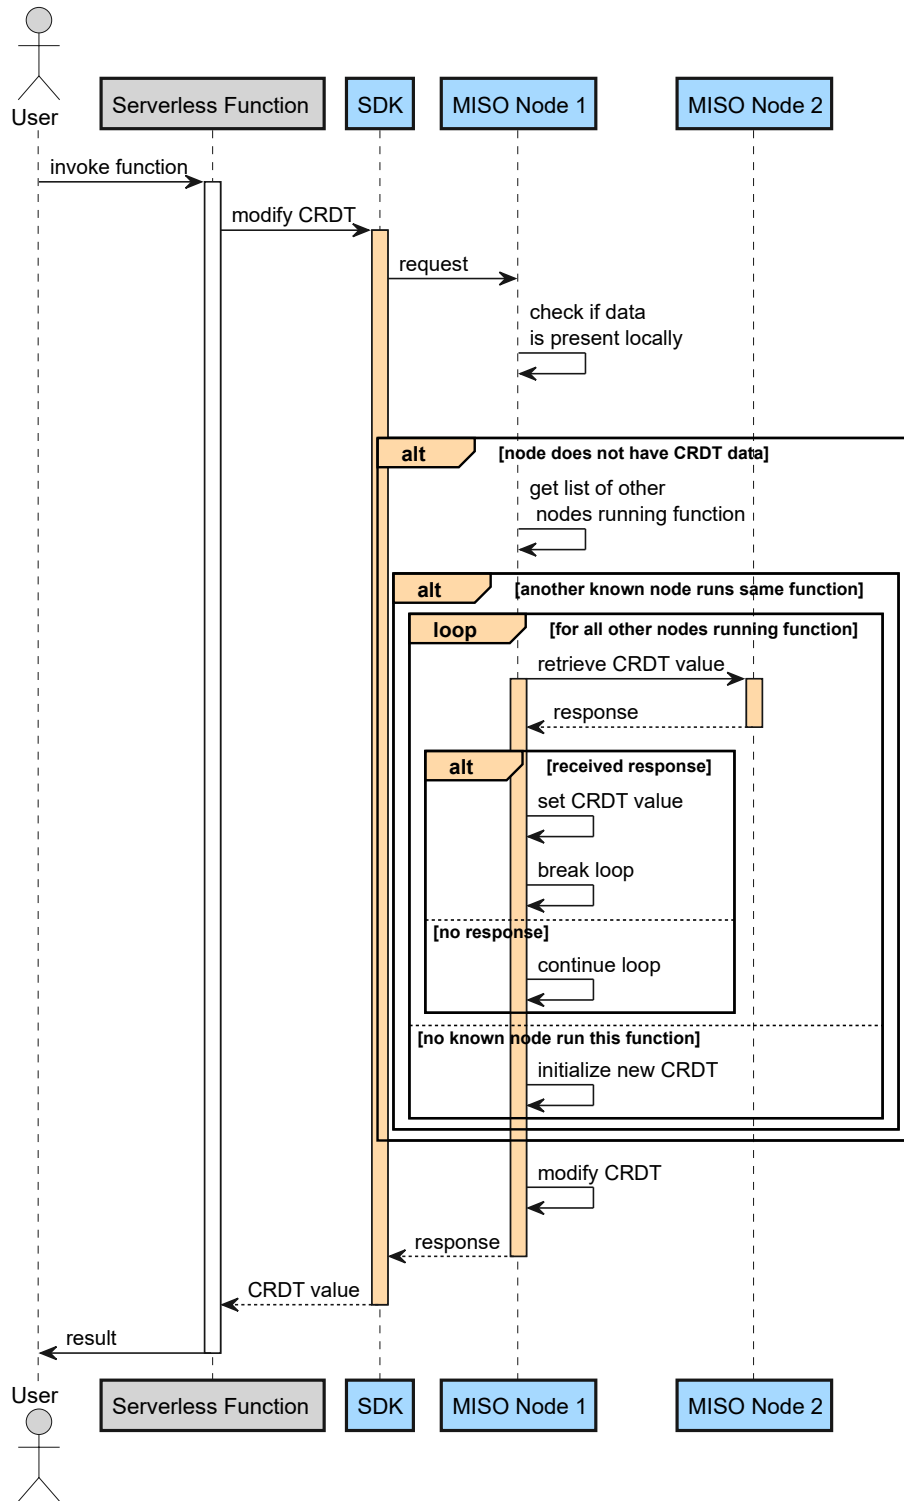 User
Serverless Function
SDK
MISO Node 1
MISO Node 2
invoke function
modify CRDT
request
check if data
is present locally
alt
[node does not have CRDT data]
get list of other
nodes running function
alt
[another known node runs same function]
loop
[for all other nodes running function]
retrieve CRDT value
response
alt
[received response]
set CRDT value
break loop
[no response]
continue loop
[no known node run this function]
initialize new CRDT
modify CRDT
response
CRDT value
result
User
Serverless Function
SDK
MISO Node 1
MISO Node 2